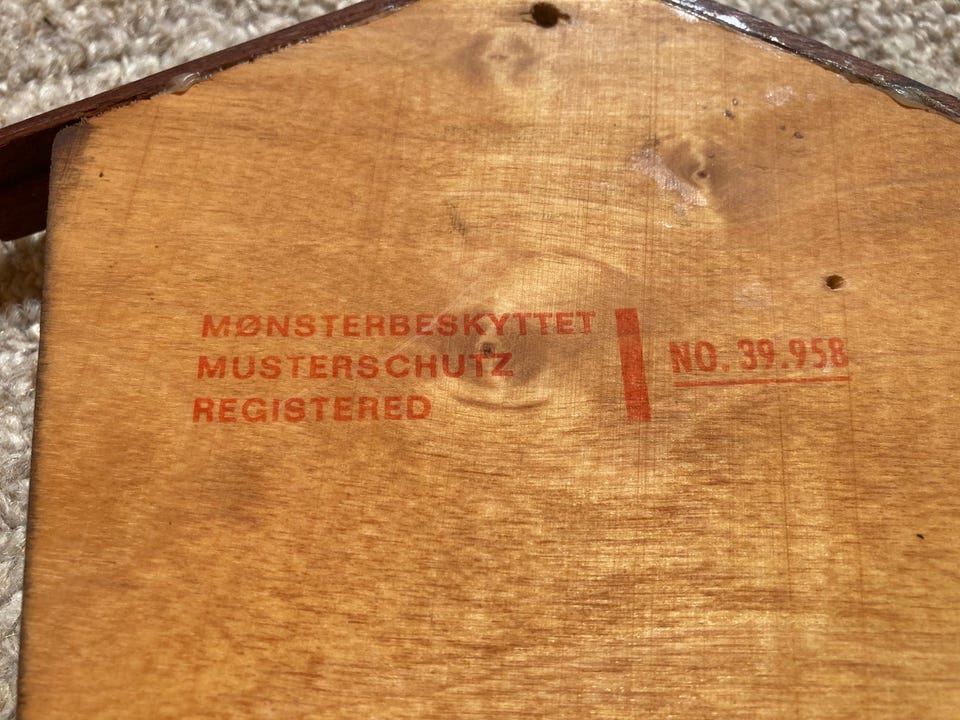 MØNSTERBESKYTTET
MUSTERSCHUTZ
REGISTERED
NO. 39.958